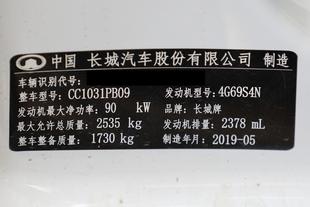 中国 长城汽车股份有限公司 制造
车辆识别代号:
整车型号: CC1031PB09 发动机型号: 4G69S4N
发动机最大净功率: 90 kW 品牌: 长城牌
最大允许总质量: 2535 kg 发动机排量: 2378 mL
整车整备质量: 1730 kg 制造年月: 2019-05